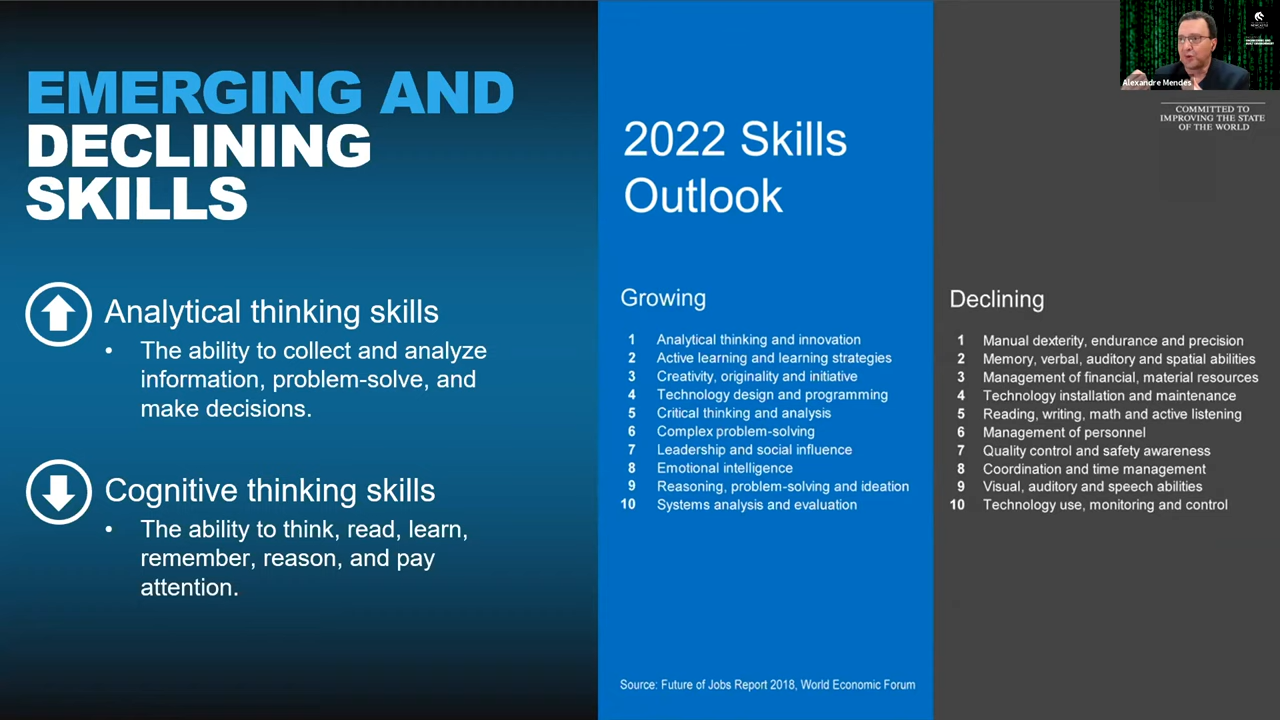 EMERGING AND
DECLINING
SKILLS
Analytical thinking skills
• The ability to collect and analyze
information, problem-solve, and
make decisions.
Cognitive thinking skills
• The ability to think, read, learn,
remember, reason, and pay
attention.
2022 Skills
Outlook
Growing
1 Analytical thinking and innovation
2 Active learning and learning strategies
3 Creativity, originality and initiative
4 Technology design and programming
5 Critical thinking and analysis
6 Complex problem-solving
7 Leadership and social influence
8 Emotional intelligence
9 Reasoning, problem-solving and ideation
10 Systems analysis and evaluation
Source: Future of Jobs Report 2018, World Economic Forum
Alexandre Mendes
COMMITTED TO
IMPROVING THE STATE
OF THE WORLD
Declining
1 Manual dexterity, endurance and precision
2 Memory, verbal, auditory and spatial abilities
3 Management of financial, material resources
4 Technology installation and maintenance
5 Reading, writing, math and active listening
6 Management of personnel
7 Quality control and safety awareness
8 Coordination and time management
9 Visual, auditory and speech abilities
10 Technology use, monitoring and control